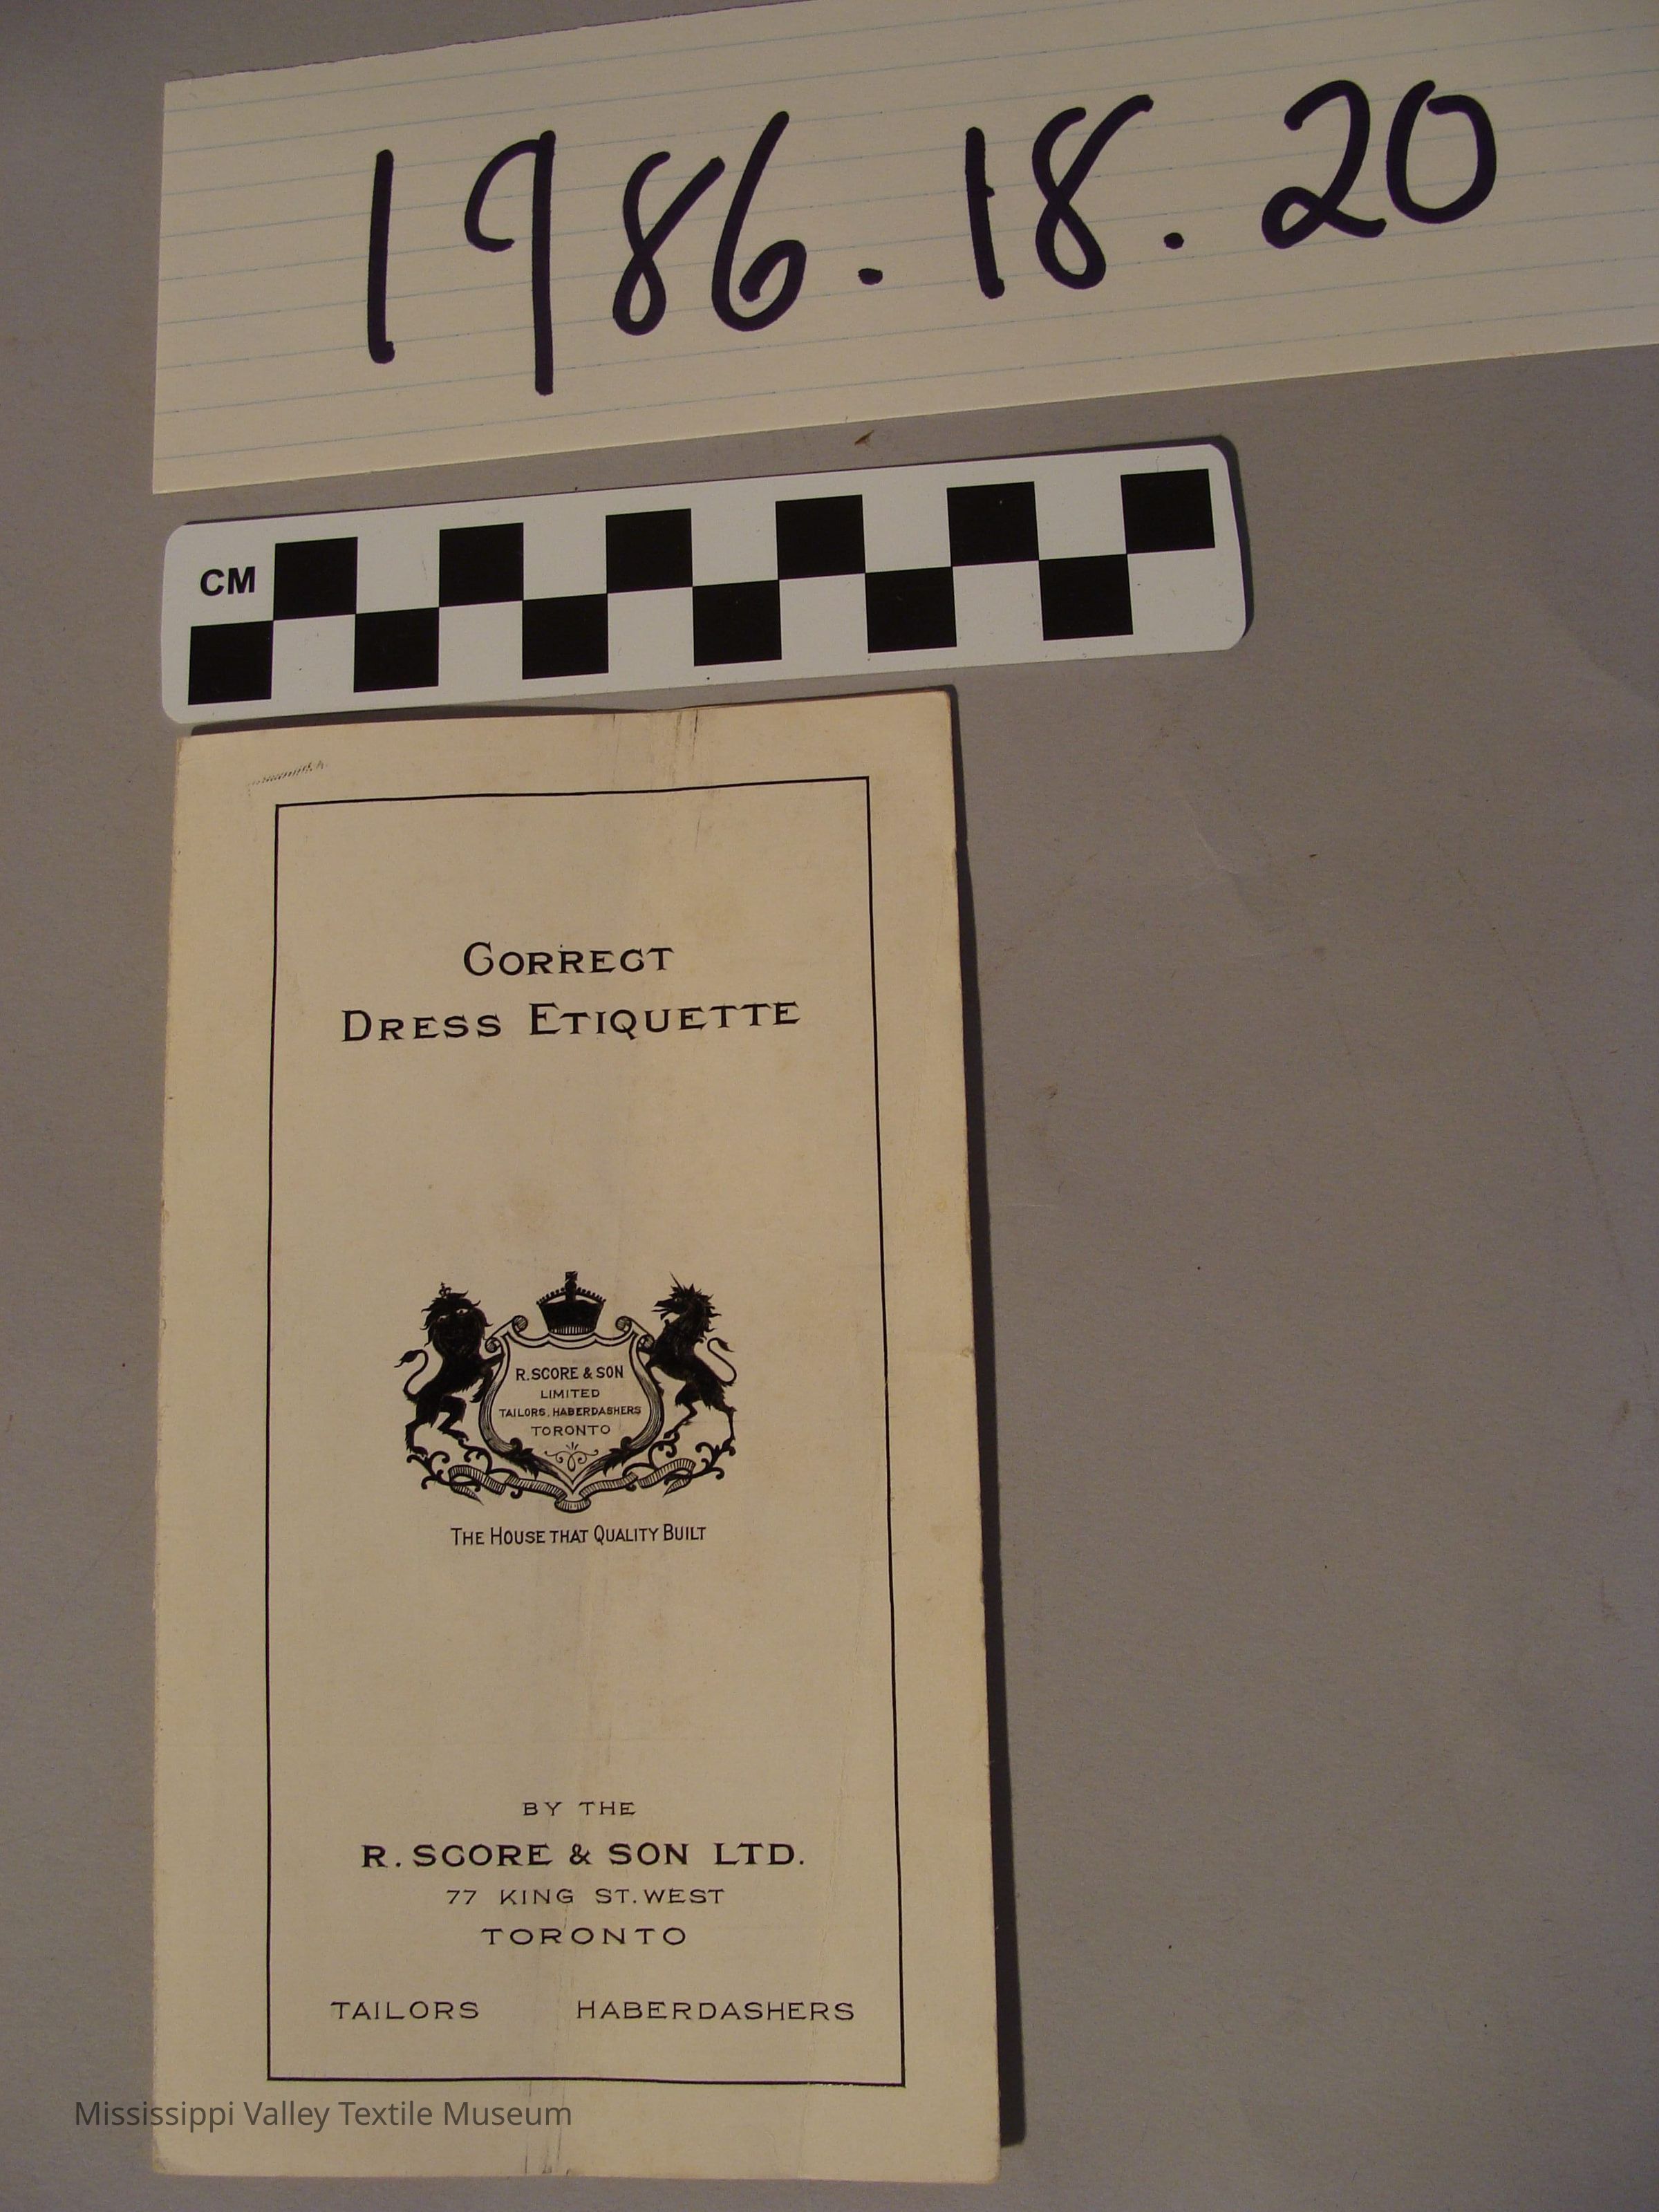 1986.18.20
CM
CORRECT
DRESS ETIQUETTE
R. SCORE & SON
LIMITED
TAILORS, HABERDASHERS
TORONTO
THE HOUSE THAT QUALITY BUILT
BY THE
R. SCORE & SON LTD.
77 KING ST. WEST
TORONTO
TAILORS HABERDASHERS
Mississippi Valley Textile Museum